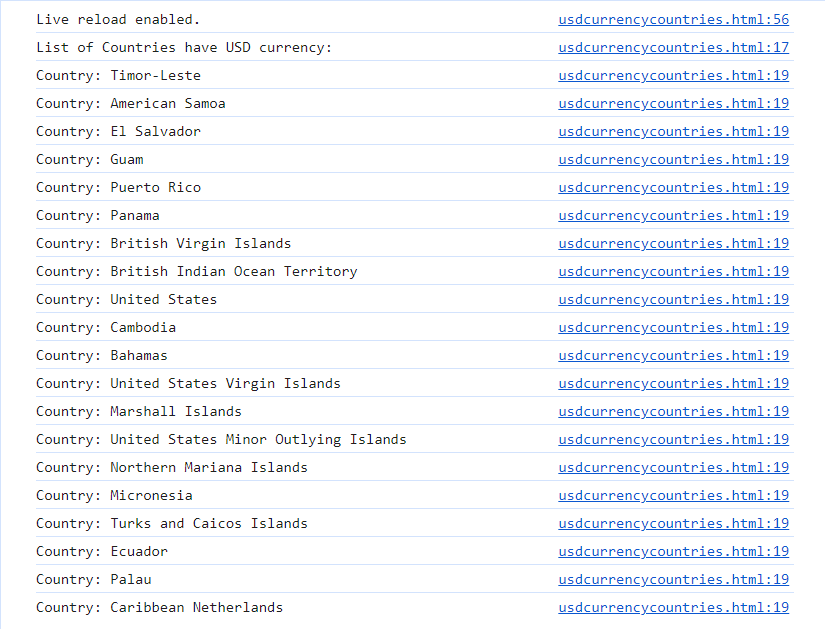 Live reload enabled. usdcurrencycountries.html:56
List of Countries have USD currency: usdcurrencycountries.html:17
Country: Timor-Leste usdcurrencycountries.html:19
Country: American Samoa usdcurrencycountries.html:19
Country: El Salvador usdcurrencycountries.html:19
Country: Guam usdcurrencycountries.html:19
Country: Puerto Rico usdcurrencycountries.html:19
Country: Panama usdcurrencycountries.html:19
Country: British Virgin Islands usdcurrencycountries.html:19
Country: British Indian Ocean Territory usdcurrencycountries.html:19
Country: United States usdcurrencycountries.html:19
Country: Cambodia usdcurrencycountries.html:19
Country: Bahamas usdcurrencycountries.html:19
Country: United States Virgin Islands usdcurrencycountries.html:19
Country: Marshall Islands usdcurrencycountries.html:19
Country: United States Minor Outlying Islands usdcurrencycountries.html:19
Country: Northern Mariana Islands usdcurrencycountries.html:19
Country: Micronesia usdcurrencycountries.html:19
Country: Turks and Caicos Islands usdcurrencycountries.html:19
Country: Ecuador usdcurrencycountries.html:19
Country: Palau usdcurrencycountries.html:19
Country: Caribbean Netherlands usdcurrencycountries.html:19